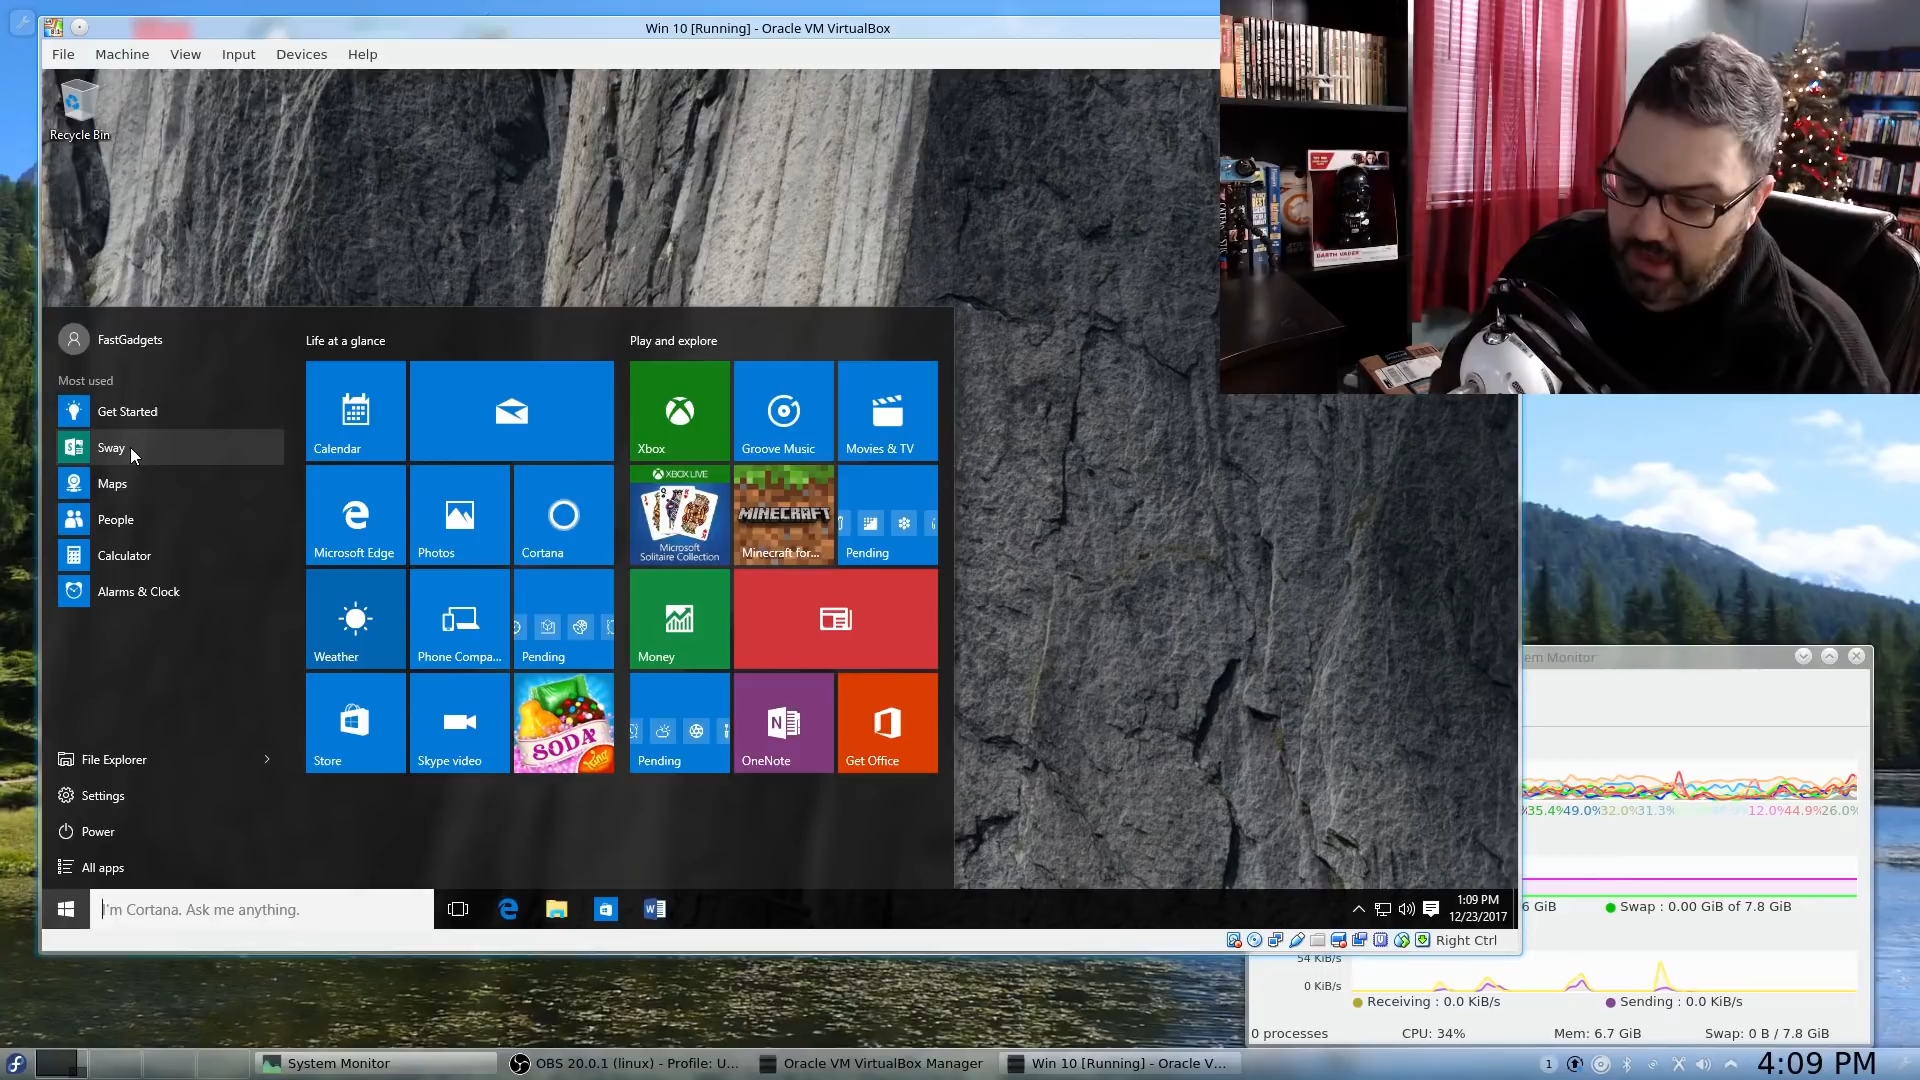 Win 10 [Running] - Oracle VM VirtualBox
File Machine View Input Devices Help
Recycle Bin
DARTH VADER
FastGadgets
Most used
Get Started
Sway
Maps
People
Calculator
Alarms & Clock
File Explorer
Settings
Power
All apps
Life at a glance
Calendar
Microsoft Edge
Photos
Cortana
Weather
Phone Compa...
Pending
Store
Skype video
SODA
King
Play and explore
Xbox
Groove Music
Movies & TV
XBOX LIVE
Microsoft
Solitaire Collection
MINECRAFT
Minecraft for...
Pending
Money
Pending
OneNote
Get Office
I'm Cortana. Ask me anything.
1:09 PM
12/23/2017
Right Ctrl
em Monitor
35.4% 49.0% 32.0% 31.3% 12.0% 44.9% 26.0%
6 GiB Swap : 0.00 GiB of 7.8 GiB
54 KiB/s
0 KiB/s
Receiving : 0.0 KiB/s Sending : 0.0 KiB/s
0 processes CPU: 34% Mem: 6.7 GiB Swap: 0 B / 7.8 GiB
System Monitor
OBS 20.0.1 (linux) - Profile: U...
Oracle VM VirtualBox Manager
Win 10 [Running] - Oracle V...
1
4:09 PM